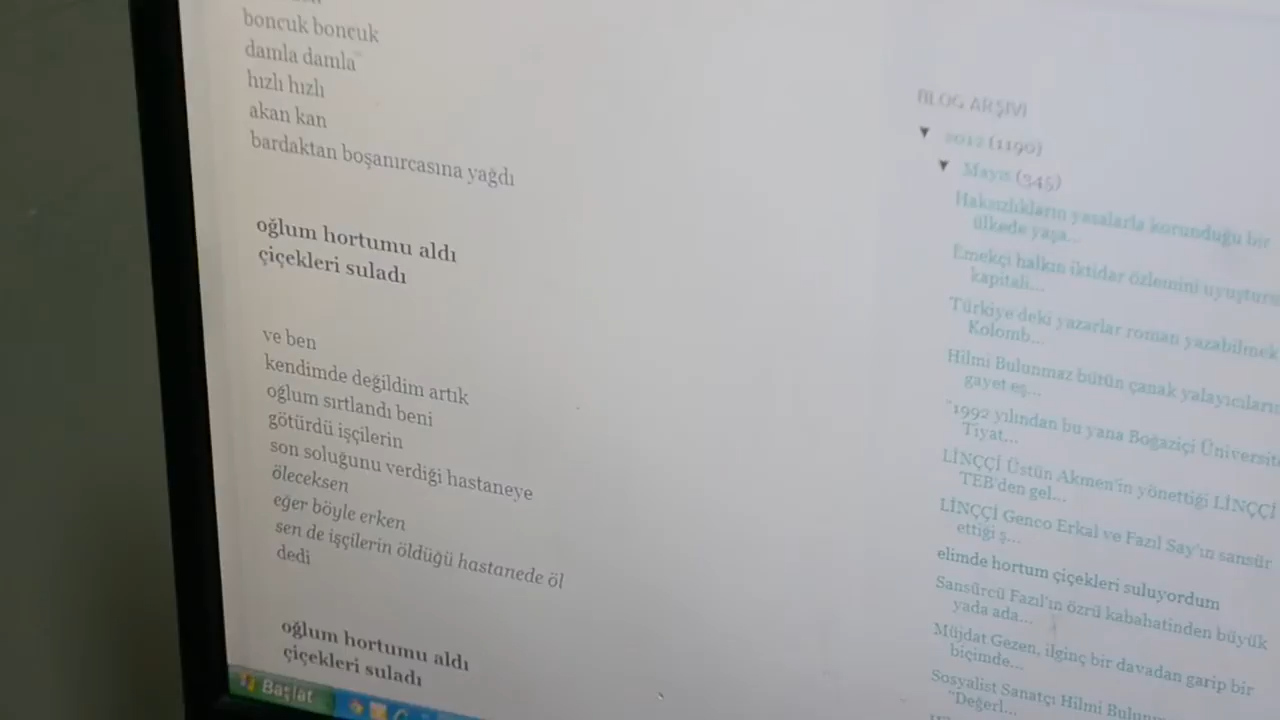 boncuk boncuk
damla damla
hızlı hızlı
akan kan
bardaktan boşanırcasına yağdı
oğlum hortumu aldı
çiçekleri suladı
ve ben
kendimde değildim artık
oğlum sırtlandı beni
götürdü işçilerin
son soluğunu verdiği hastaneye
öleceksen
eğer böyle erken
sen de işçilerin öldüğü hastanede öl
dedi
oğlum hortumu aldı
çiçekleri suladı
Başlat
BLOG ARŞİVİ
▼ 2012 (1190)
▼ Mayıs (345)
Haksızlıkların yasalarla korunduğu bir
ülkede yaşa...
Emekçi halkın iktidar özlemini
kapitali...
Türkiye'deki yazarlar roman yazabilmek
Kolomb...
Hilmi Bulunmaz bütün çanak yalayıcıların
gayet eş...
"1992 yılından bu yana Boğaziçi
Tiyat...
LİNÇÇİ Üstün Akmen'in yönettiği LİNÇÇİ
TEB'den gel...
LİNÇÇİ Genco Erkal ve Fazıl Say'ın sansür
ettiği ş...
elimde hortum çiçekleri suluyordum
Sansürcü Fazıl'ın özrü kabahatinden büyük
yada ada...
Müjdat Gezen, ilginç bir davadan garip bir
biçimde...
Sosyalist Sanatçı Hilmi
"Değerl...